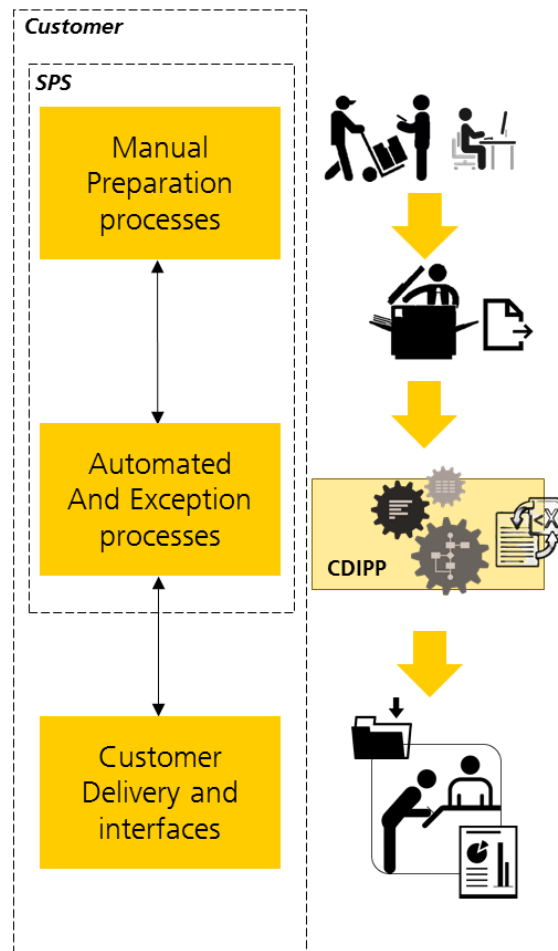 Customer
SPS
Manual
Preparation
processes
Automated
And Exception
processes
CDIPP
<X
Customer
Delivery and
interfaces